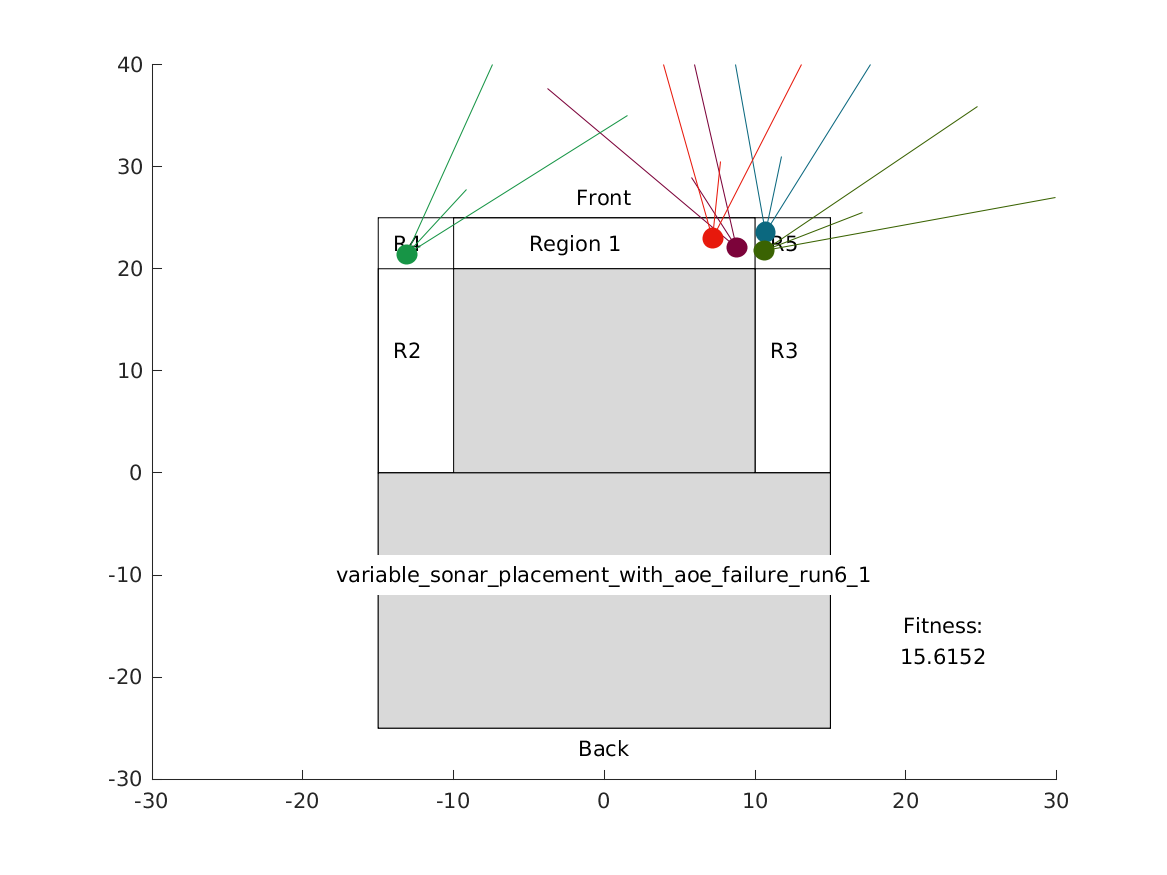 40
30
Front
R4
Region 1
R5
20
R2
R3
10
0
-10
variable_sonar_placement_with_aoe_failure_run6_1
Fitness:
15.6152
-20
Back
-30
-30
-20
-10
0
10
20
30